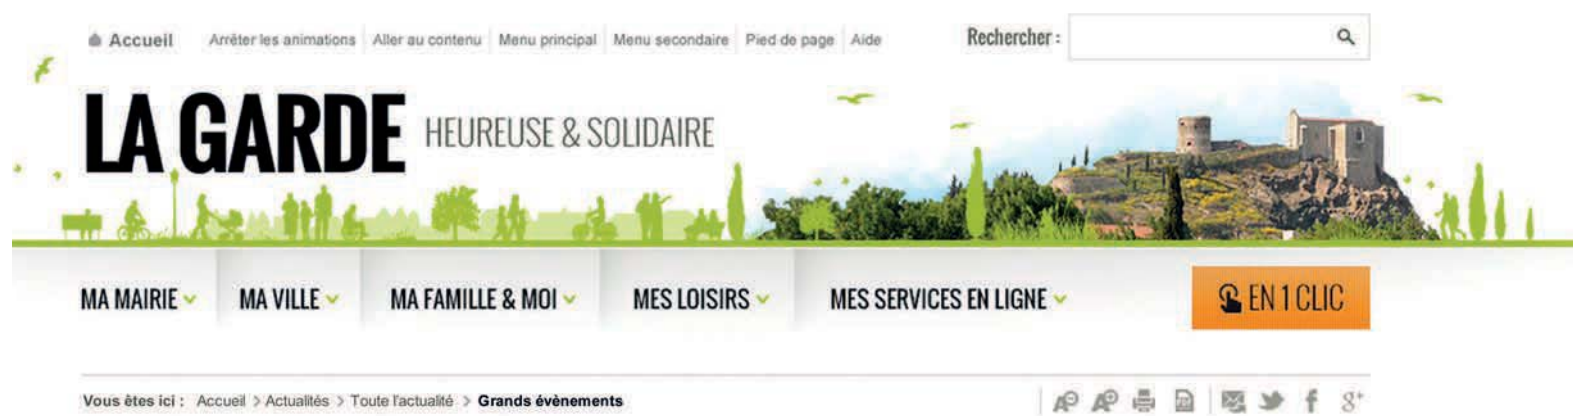 Accueil Arrêter les animations Aller au contenu Menu principal Menu secondaire Pied de page Aide Rechercher :
LA GARDE HEUREUSE & SOLIDAIRE
MA MAIRIE MA VILLE MA FAMILLE & MOI MES LOISIRS MES SERVICES EN LIGNE EN 1 CLIC
Vous êtes ici : Accueil > Actualités > Toute l'actualité > Grands évènements